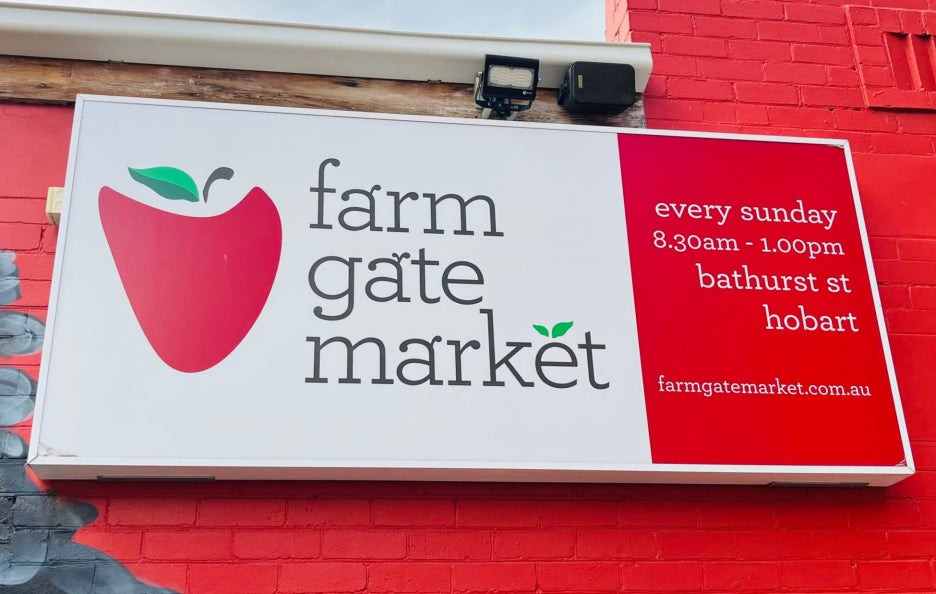 farm
gate
market
every sunday
8.30am - 1.00pm
bathurst st
hobart
farmgatemarket.com.au